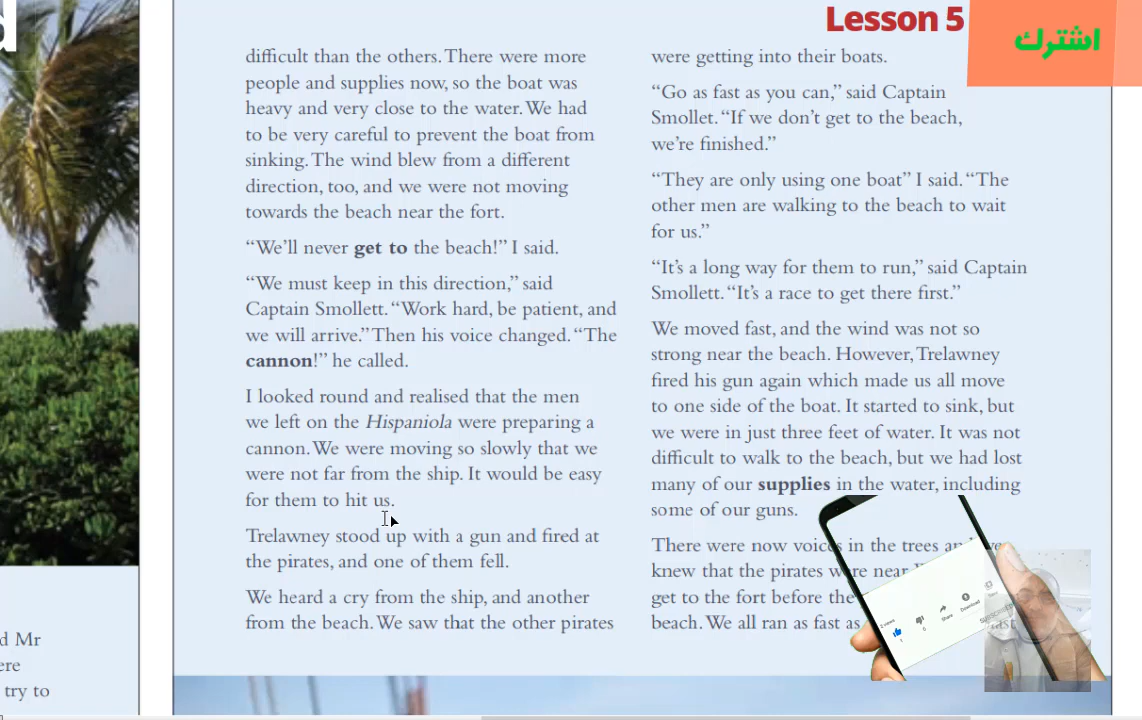 d
Lesson 5
اشترك
difficult than the others. There were more
people and supplies now, so the boat was
heavy and very close to the water. We had
to be very careful to prevent the boat from
sinking. The wind blew from a different
direction, too, and we were not moving
towards the beach near the fort.
“We’ll never get to the beach!” I said.
“We must keep in this direction,” said
Captain Smollett. “Work hard, be patient, and
we will arrive.” Then his voice changed. “The
cannon!” he called.
I looked round and realised that the men
we left on the Hispaniola were preparing a
cannon. We were moving so slowly that we
were not far from the ship. It would be easy
for them to hit us.
Trelawney stood up with a gun and fired at
the pirates, and one of them fell.
We heard a cry from the ship, and another
from the beach. We saw that the other pirates
were getting into their boats.
“Go as fast as you can,” said Captain
Smollet. “If we don’t get to the beach,
we’re finished.”
“They are only using one boat” I said. “The
other men are walking to the beach to wait
for us.”
“It’s a long way for them to run,” said Captain
Smollett. “It’s a race to get there first.”
We moved fast, and the wind was not so
strong near the beach. However, Trelawney
fired his gun again which made us all move
to one side of the boat. It started to sink, but
we were in just three feet of water. It was not
difficult to walk to the beach, but we had lost
many of our supplies in the water, including
some of our guns.
There were now voices in the trees
knew that the pirates were near
get to the fort before the
beach. We all ran as fast as
d Mr
ere
try to
Share
Download